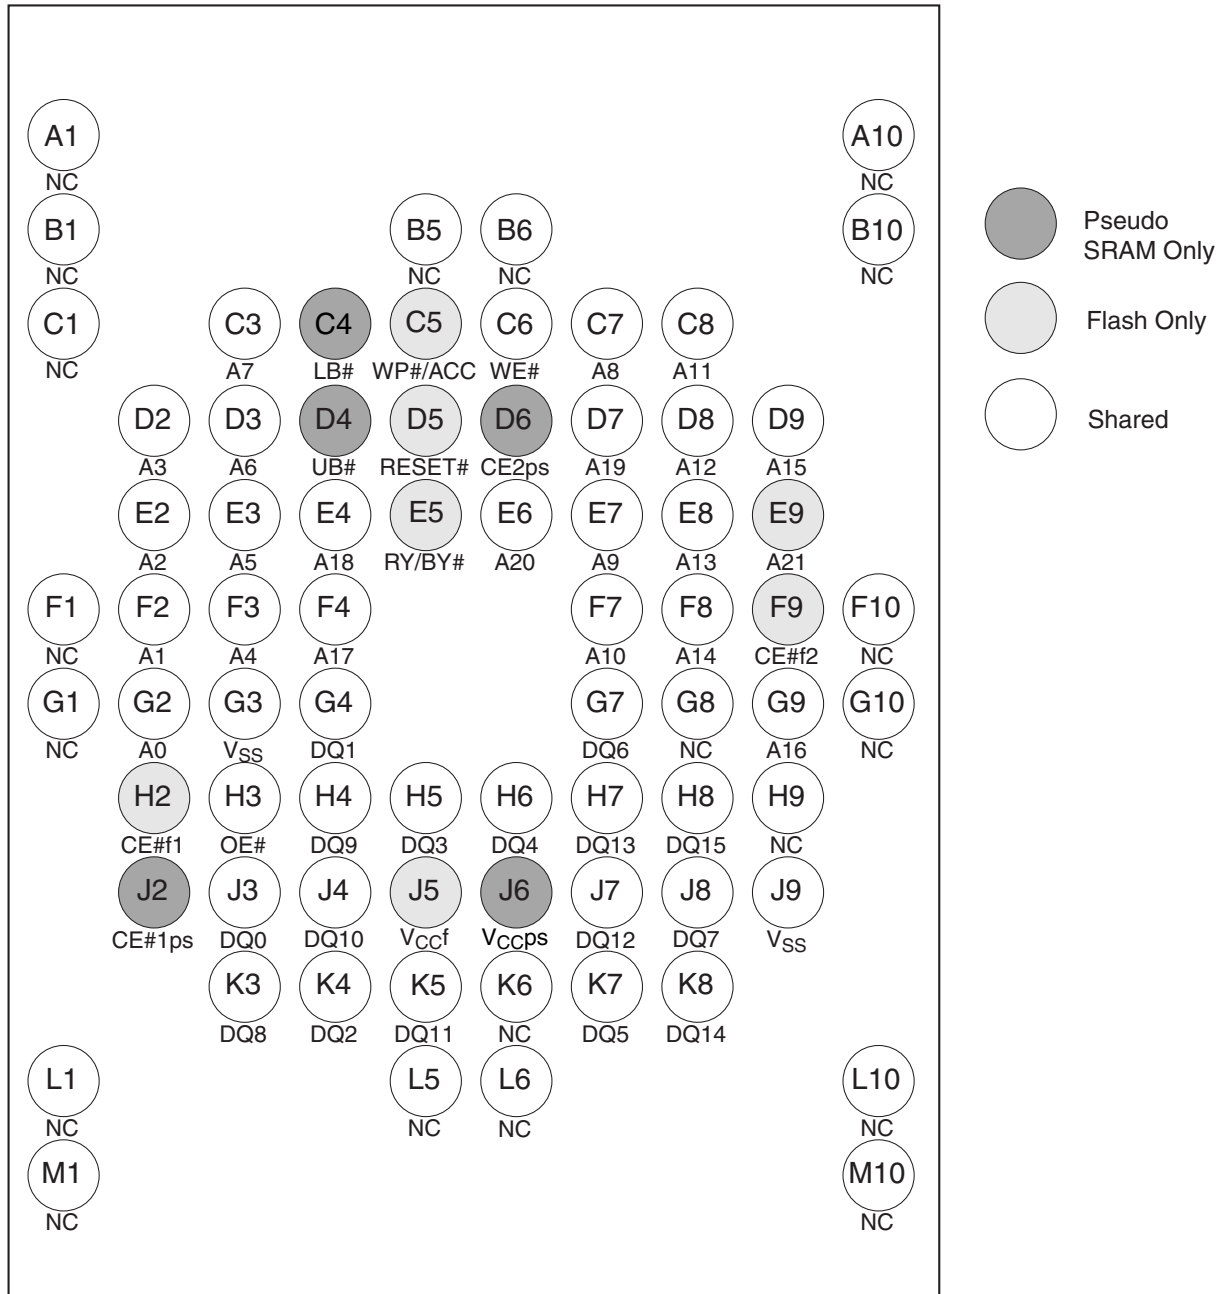 A1 A10
NC NC
B1 B5 B6 B10
NC NC NC NC
C1 C3 C4 C5 C6 C7 C8
NC A7 LB# WP#/ACC WE# A8 A11
D2 D3 D4 D5 D6 D7 D8 D9
A3 A6 UB# RESET# CE2ps A19 A12 A15
E2 E3 E4 E5 E6 E7 E8 E9
A2 A5 A18 RY/BY# A20 A9 A13 A21
F1 F2 F3 F4 F7 F8 F9 F10
NC A1 A4 A17 A10 A14 CE#f2 NC
G1 G2 G3 G4 G7 G8 G9 G10
NC A0 VSS DQ1 DQ6 NC A16 NC
H2 H3 H4 H5 H6 H7 H8 H9
CE#f1 OE# DQ9 DQ3 DQ4 DQ13 DQ15 NC
J2 J3 J4 J5 J6 J7 J8 J9
CE#1ps DQ0 DQ10 VCCf VCCps DQ12 DQ7 VSS
K3 K4 K5 K6 K7 K8
DQ8 DQ2 DQ11 NC DQ5 DQ14
L1 L5 L6 L10
NC NC NC NC
M1 M10
NC NC
Pseudo
SRAM Only
Flash Only
Shared